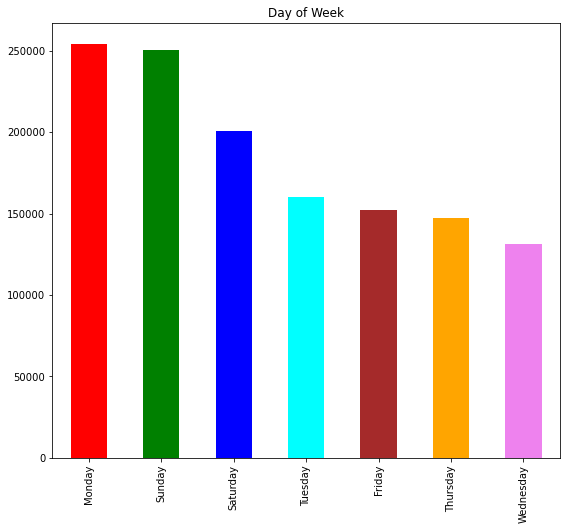 Day of Week
250000
200000
150000
100000
50000
0
Monday
Sunday
Saturday
Tuesday
Friday
Thursday
Wednesday